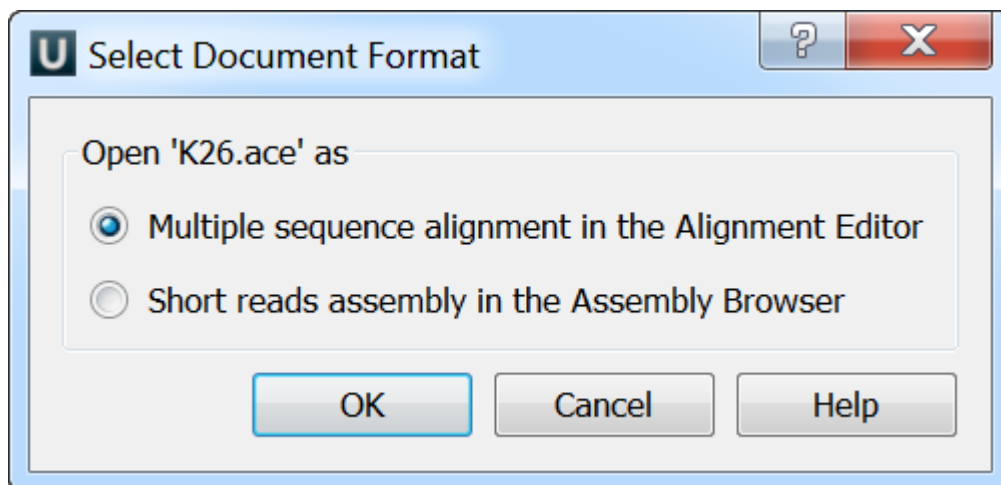 U Select Document Format ?
Open 'K26.ace' as
Multiple sequence alignment in the Alignment Editor
Short reads assembly in the Assembly Browser
OK Cancel Help